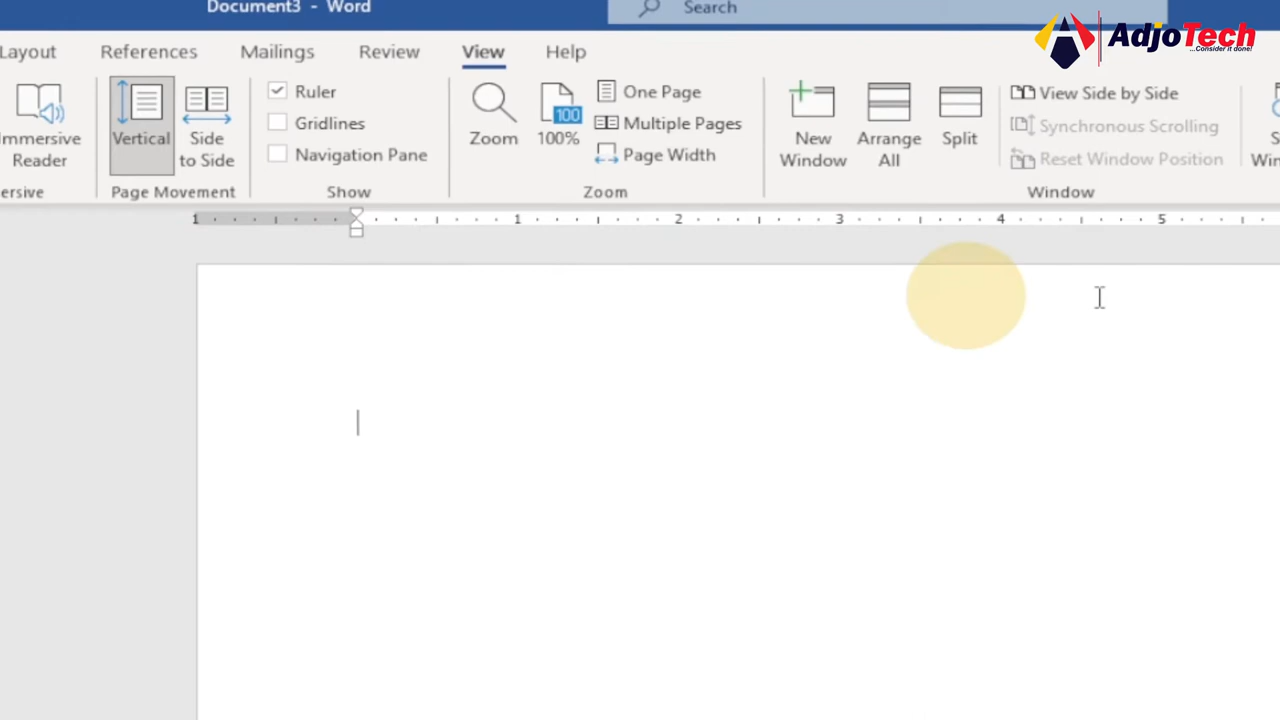 Document3 - Word
Search
AdjoTech
...Consider it done!
Layout References Mailings Review View Help
Immersive
Reader
Vertical
Side
to Side
Page Movement
Ruler
Gridlines
Navigation Pane
Show
Zoom
100
100%
One Page
Multiple Pages
Page Width
Zoom
New
Window
Arrange
All
Split
View Side by Side
Synchronous Scrolling
Reset Window Position
Window
1 1 2 3 4 5